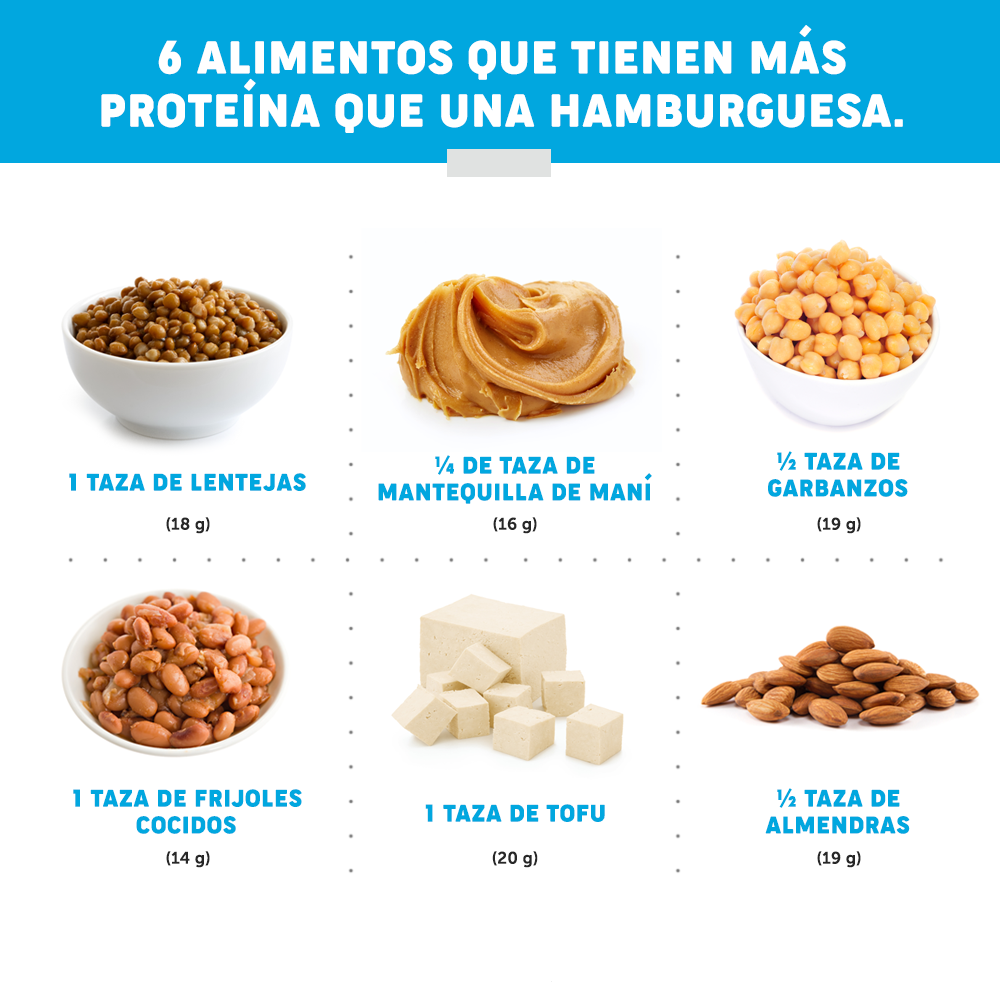 6 ALIMENTOS QUE TIENEN MÁS
PROTEÍNA QUE UNA HAMBURGUESA.
1 TAZA DE LENTEJAS
(18 g)
¼ DE TAZA DE
MANTEQUILLA DE MANÍ
(16 g)
½ TAZA DE
GARBANZOS
(19 g)
1 TAZA DE FRIJOLES
COCIDOS
(14 g)
1 TAZA DE TOFU
(20 g)
½ TAZA DE
ALMENDRAS
(19 g)